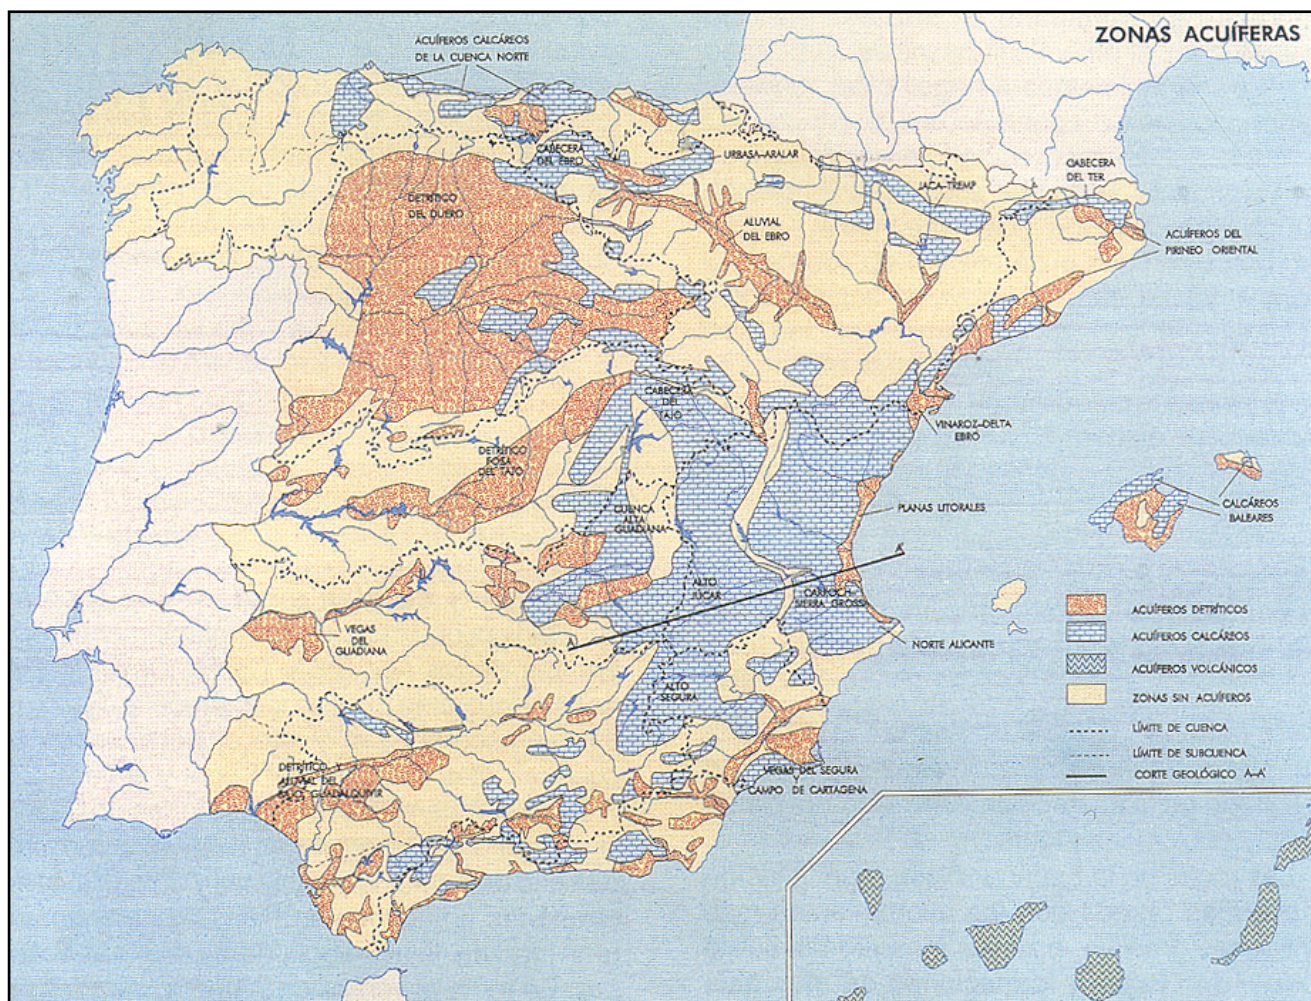 ZONAS ACUÍFERAS
ACUÍFEROS CALCÁREOS
DE LA CUENCA NORTE
CABECERA
DEL EBRO
URBASA-ARALAR
JACA-TREMP
CABECERA
DEL TER
DETRÍTICO
DEL DUERO
ALUVIAL
DEL EBRO
ACUÍFEROS DEL
PIRINEO ORIENTAL
CABECERA
DEL
TAJO
VINAROZ-DELTA
EBRO
DETRÍTICO
FOSA
DEL TAJO
CUENCA
ALTA
GUADIANA
PLANAS LITORALES
CALCÁREOS
BALEARES
A'
ALTO
JÚCAR
SIERRA GROSSA
A
VEGAS
DEL
GUADIANA
NORTE ALICANTE
ALTO
SEGURA
DETRÍTICO Y
ALUVIAL DEL
BAJO GUADALQUIVIR
VEGAS DEL SEGURA
Y
CAMPO DE CARTAGENA
ACUÍFEROS DETRÍTICOS
ACUÍFEROS CALCÁREOS
ACUÍFEROS VOLCÁNICOS
ZONAS SIN ACUÍFEROS
LÍMITE DE CUENCA
LÍMITE DE SUBCUENCA
CORTE GEOLÓGICO A-A'